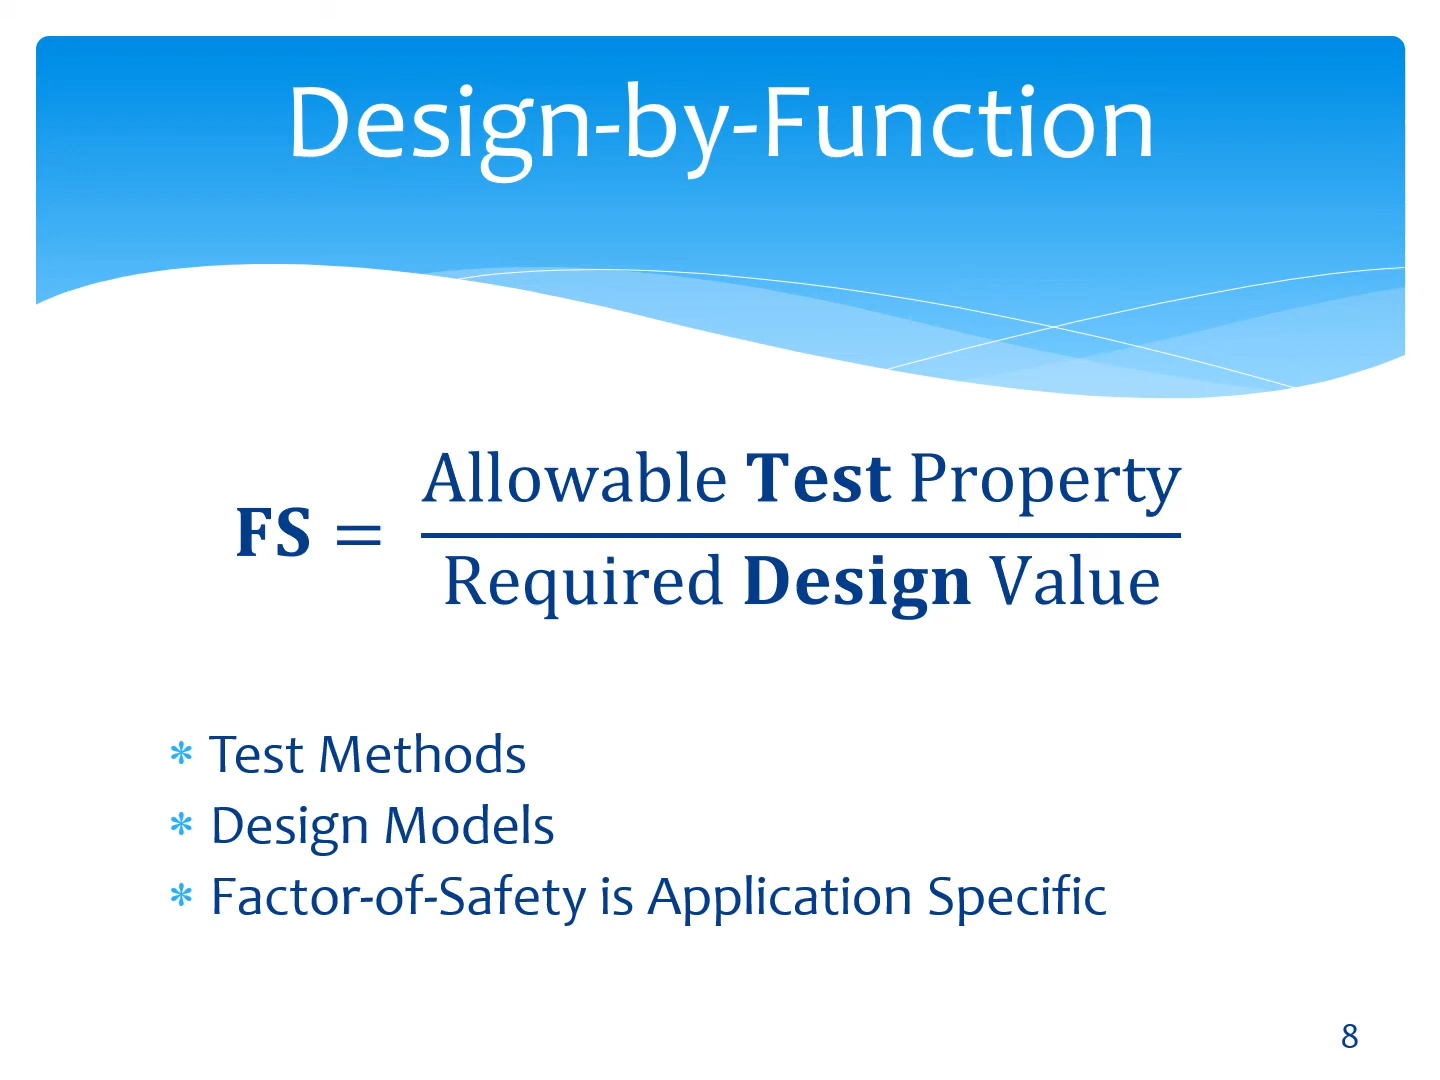 Design-by-Function
Allowable Test Property
FS =
Required Design Value
* Test Methods
* Design Models
* Factor-of-Safety is Application Specific
8